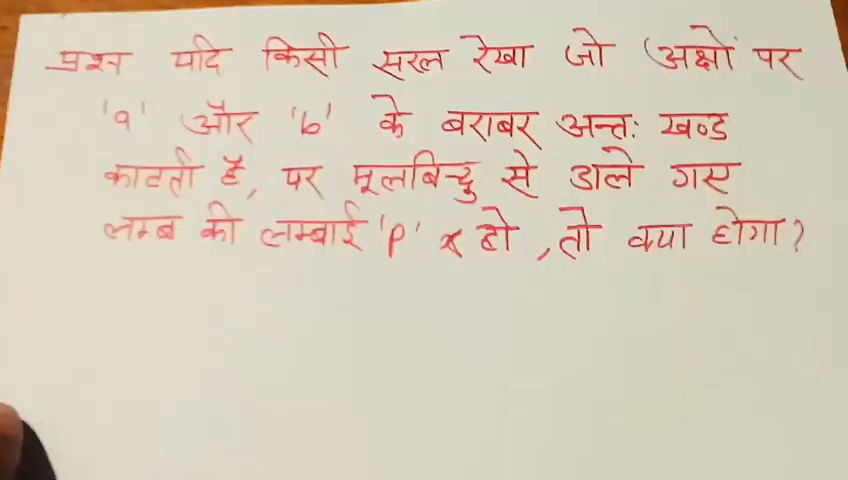 प्रश्न यदि किसी सरल रेखा जो अक्षों पर
'a' और 'b' के बराबर अन्तः खण्ड
काटती है, पर मूलबिन्दु से डाले गए
लम्ब की लम्बाई 'p' हो, तो क्या होगा?